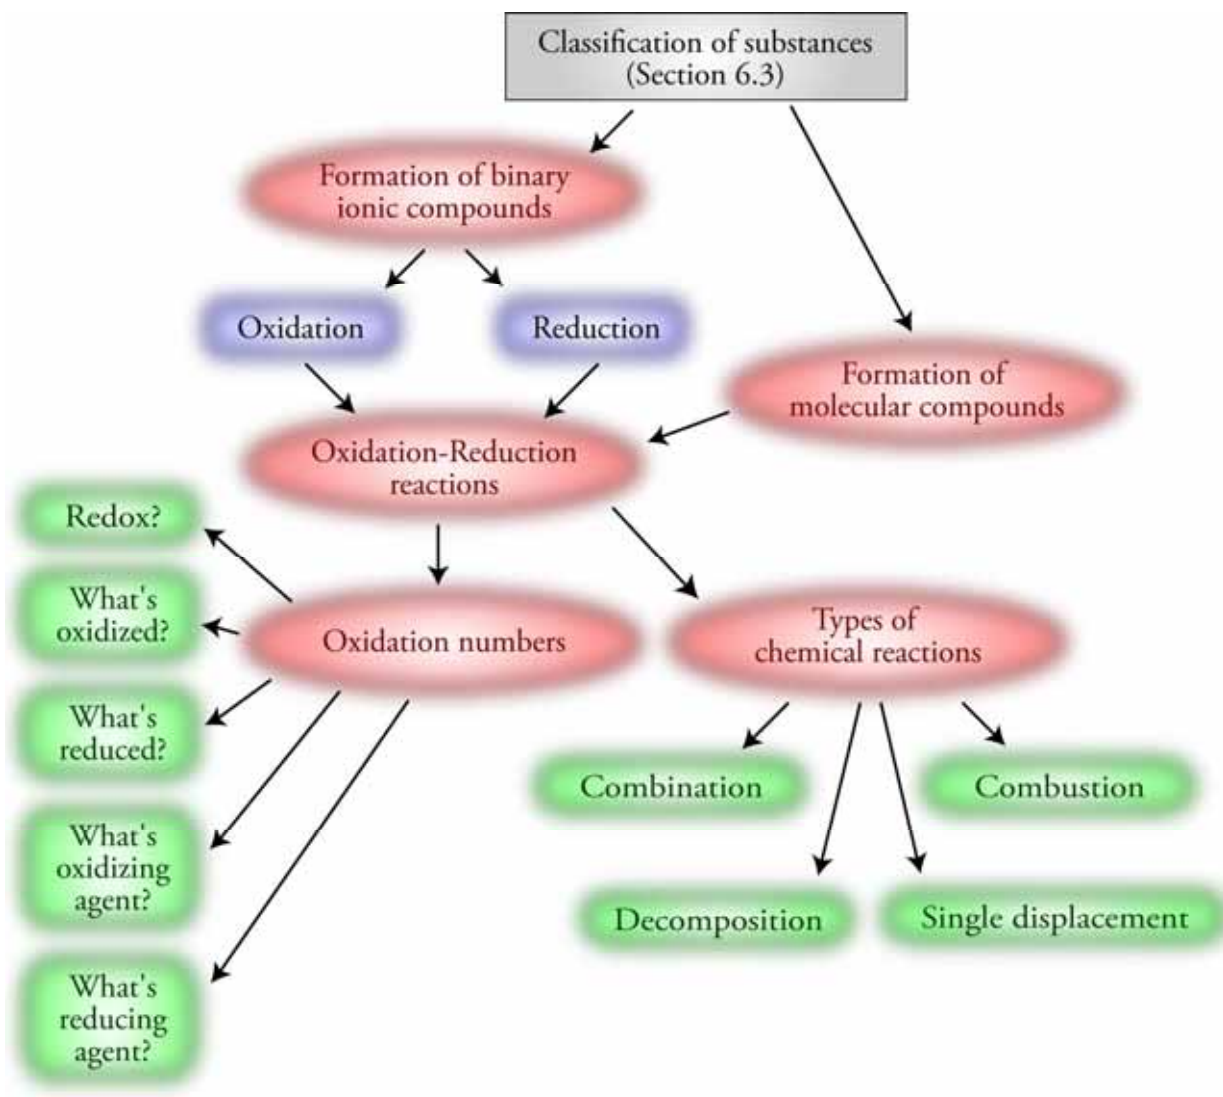 Classification of substances
(Section 6.3)
Formation of binary
ionic compounds
Oxidation
Reduction
Formation of
molecular compounds
Oxidation-Reduction
reactions
Redox?
What's
oxidized?
What's
reduced?
What's
oxidizing
agent?
What's
reducing
agent?
Oxidation numbers
Types of
chemical reactions
Combination
Combustion
Decomposition
Single displacement